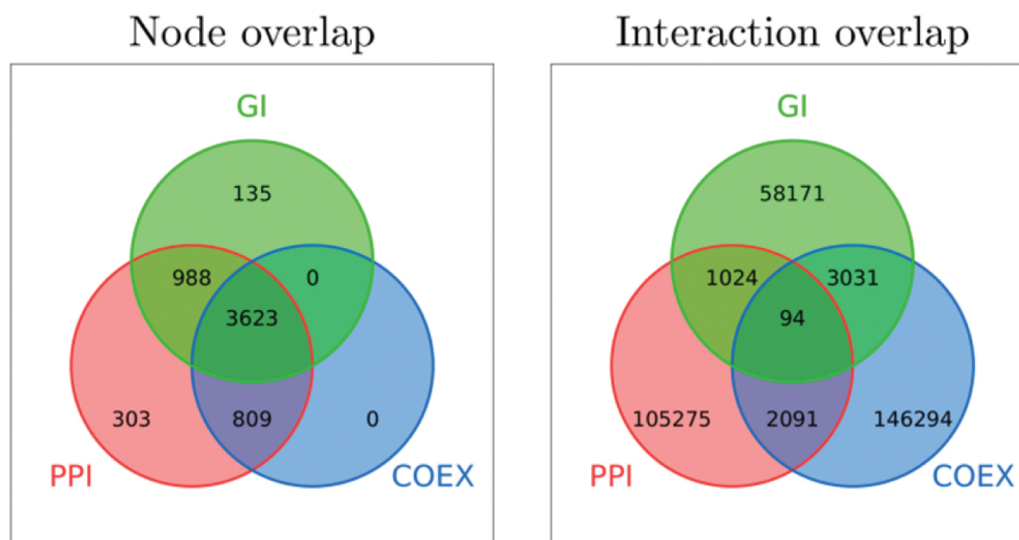 Node overlap
GI
135
988
0
3623
303
809
0
PPI
COEX
Interaction overlap
GI
58171
1024
3031
94
105275
2091
146294
PPI
COEX